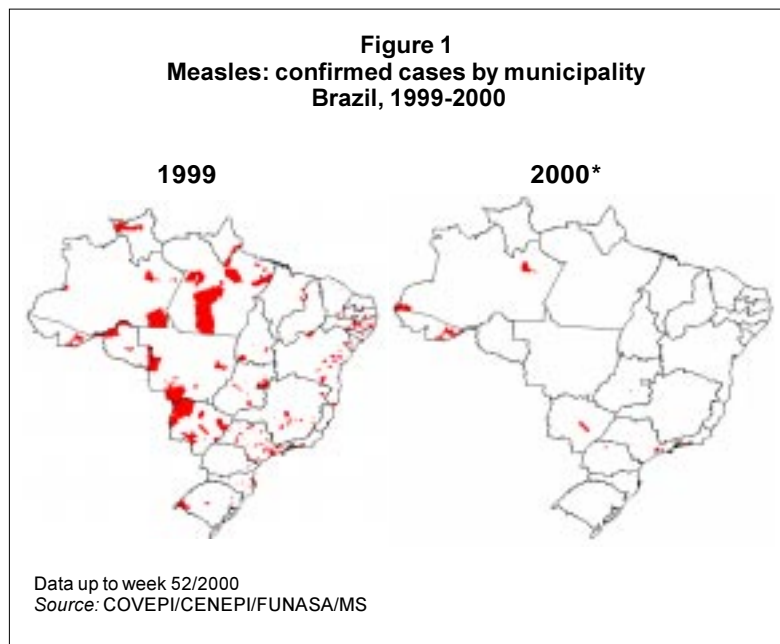 Figure 1
Measles: confirmed cases by municipality
Brazil, 1999-2000
1999
2000*
Data up to week 52/2000
Source: COVEPI/CENEPI/FUNASA/MS